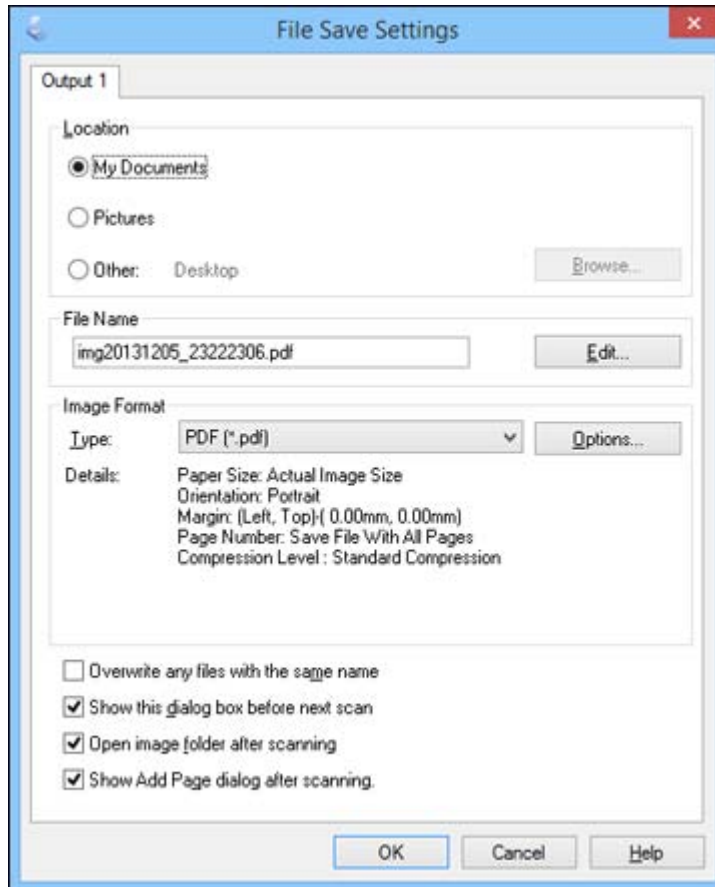 File Save Settings
Output 1
Location
My Documents
Pictures
Other: Desktop Browse...
File Name
img20131205_23222306.pdf Edit...
Image Format
Type: PDF (*.pdf) Options...
Details: Paper Size: Actual Image Size
Orientation: Portrait
Margin: (Left, Top)-( 0.00mm, 0.00mm)
Page Number: Save File With All Pages
Compression Level : Standard Compression
Overwrite any files with the same name
Show this dialog box before next scan
Open image folder after scanning
Show Add Page dialog after scanning.
OK Cancel Help